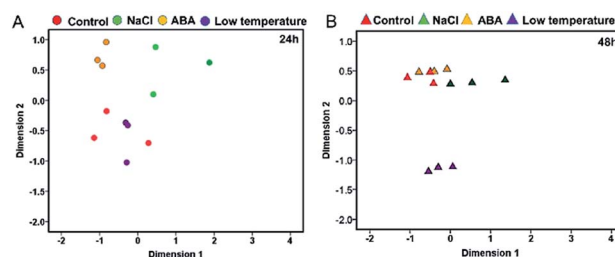 A Control NaCl ABA Low temperature
24h
1.0
0.5
0.0
-0.5
-1.0
-1.5
-2.0
Dimension 2
-2 -1 0 1 2 3 4
Dimension 1
B Control NaCl ABA Low temperature
48h
1.0
0.5
0.0
-0.5
-1.0
-1.5
-2.0
Dimension 2
-2 -1 0 1 2 3 4
Dimension 1